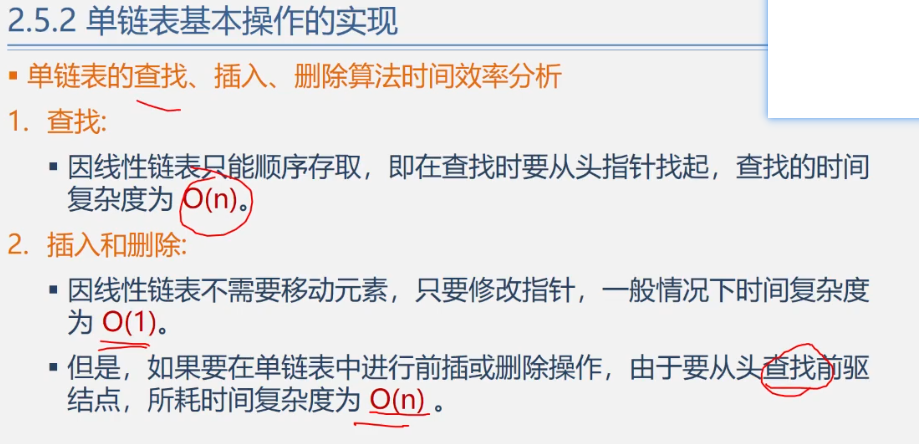 2.5.2 单链表基本操作的实现
▪ 单链表的查找、插入、删除算法时间效率分析
1. 查找:
▪ 因线性链表只能顺序存取，即在查找时要从头指针找起，查找的时间
复杂度为 O(n)。
2. 插入和删除:
▪ 因线性链表不需要移动元素，只要修改指针，一般情况下时间复杂度
为 O(1)。
▪ 但是，如果要在单链表中进行前插或删除操作，由于要从头查找前驱
结点，所耗时间复杂度为 O(n) 。